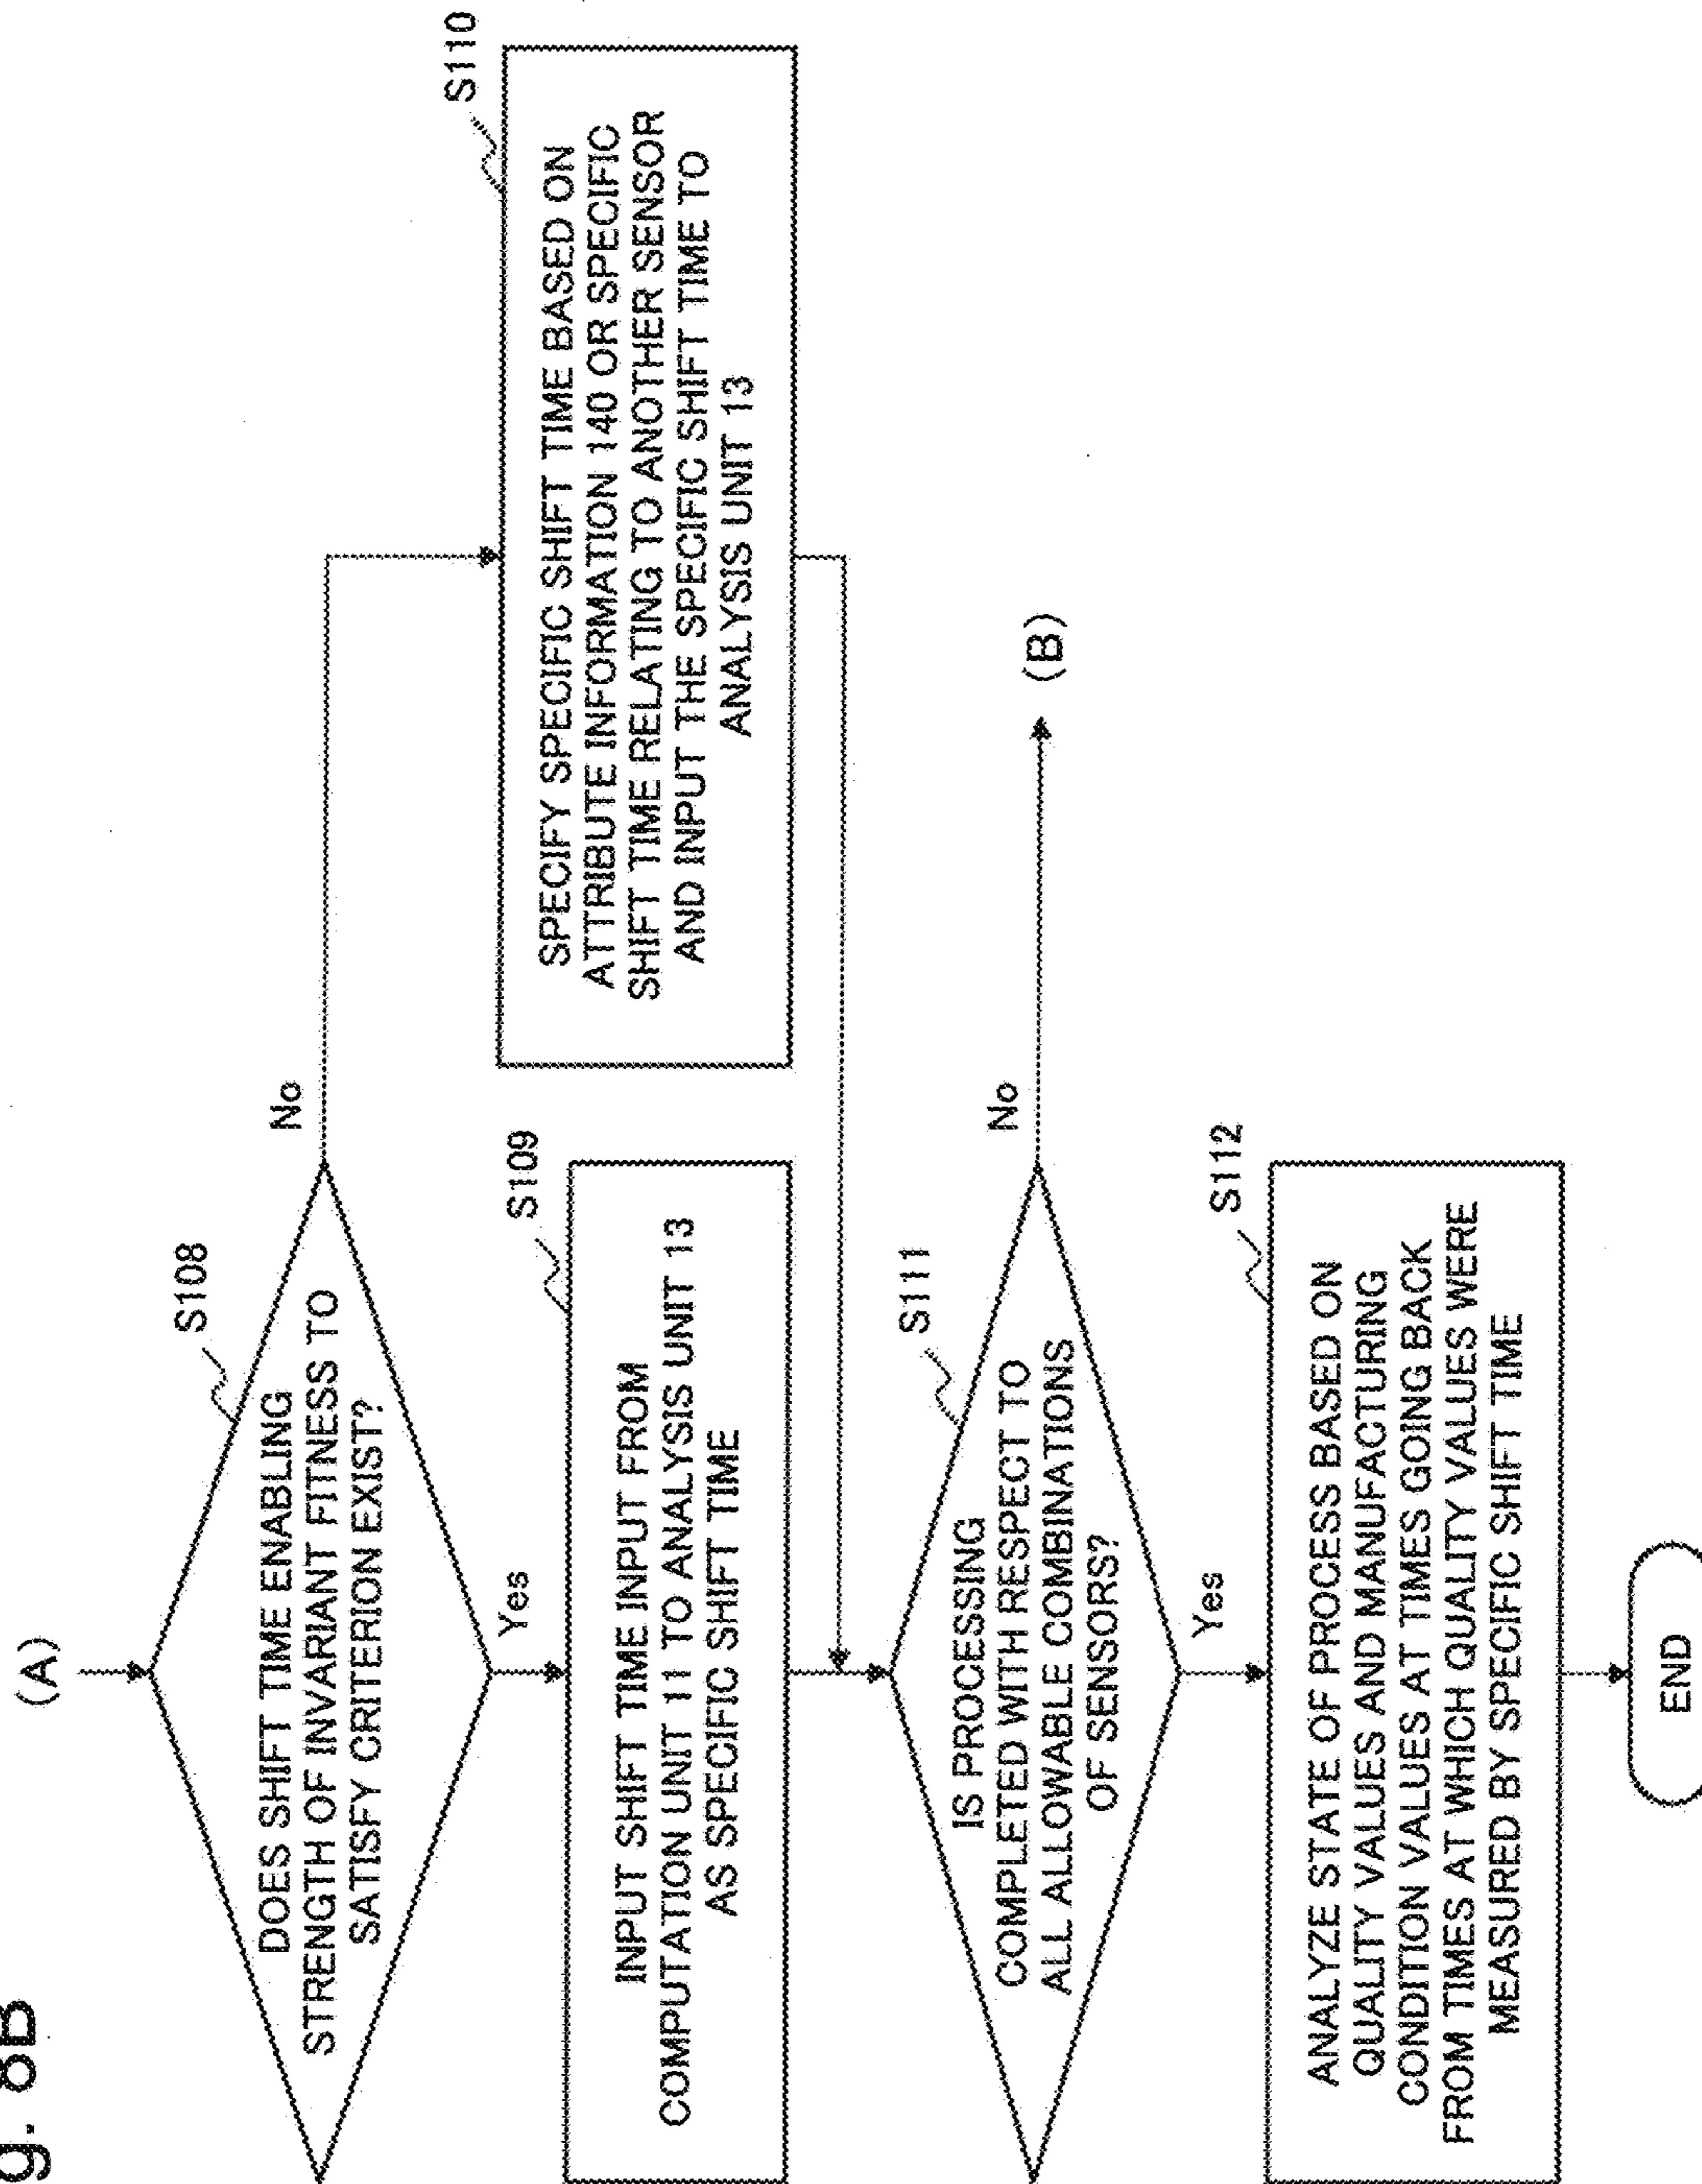 g. 8B
(A)
S108
DOES SHIFT TIME ENABLING
STRENGTH OF INVARIANT FITNESS TO
SATISFY CRITERION EXIST?
No
Yes
S109
INPUT SHIFT TIME INPUT FROM
COMPUTATION UNIT 11 TO ANALYSIS UNIT 13
AS SPECIFIC SHIFT TIME
S110
SPECIFY SPECIFIC SHIFT TIME BASED ON
ATTRIBUTE INFORMATION 140 OR SPECIFIC
SHIFT TIME RELATING TO ANOTHER SENSOR
AND INPUT THE SPECIFIC SHIFT TIME TO
ANALYSIS UNIT 13
S111
IS PROCESSING
COMPLETED WITH RESPECT TO
ALL ALLOWABLE COMBINATIONS
OF SENSORS?
No
(B)
Yes
S112
ANALYZE STATE OF PROCESS BASED ON
QUALITY VALUES AND MANUFACTURING
CONDITION VALUES AT TIMES GOING BACK
FROM TIMES AT WHICH QUALITY VALUES WERE
MEASURED BY SPECIFIC SHIFT TIME
END